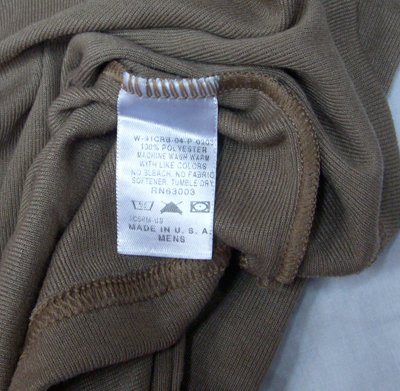 100% POLYESTER
MACHINE WASH WARM
WITH LIKE COLORS
NO BLEACH, NO FABRIC
SOFTENER, TUMBLE DRY
RN63003
MADE IN U.S.A.
MENS